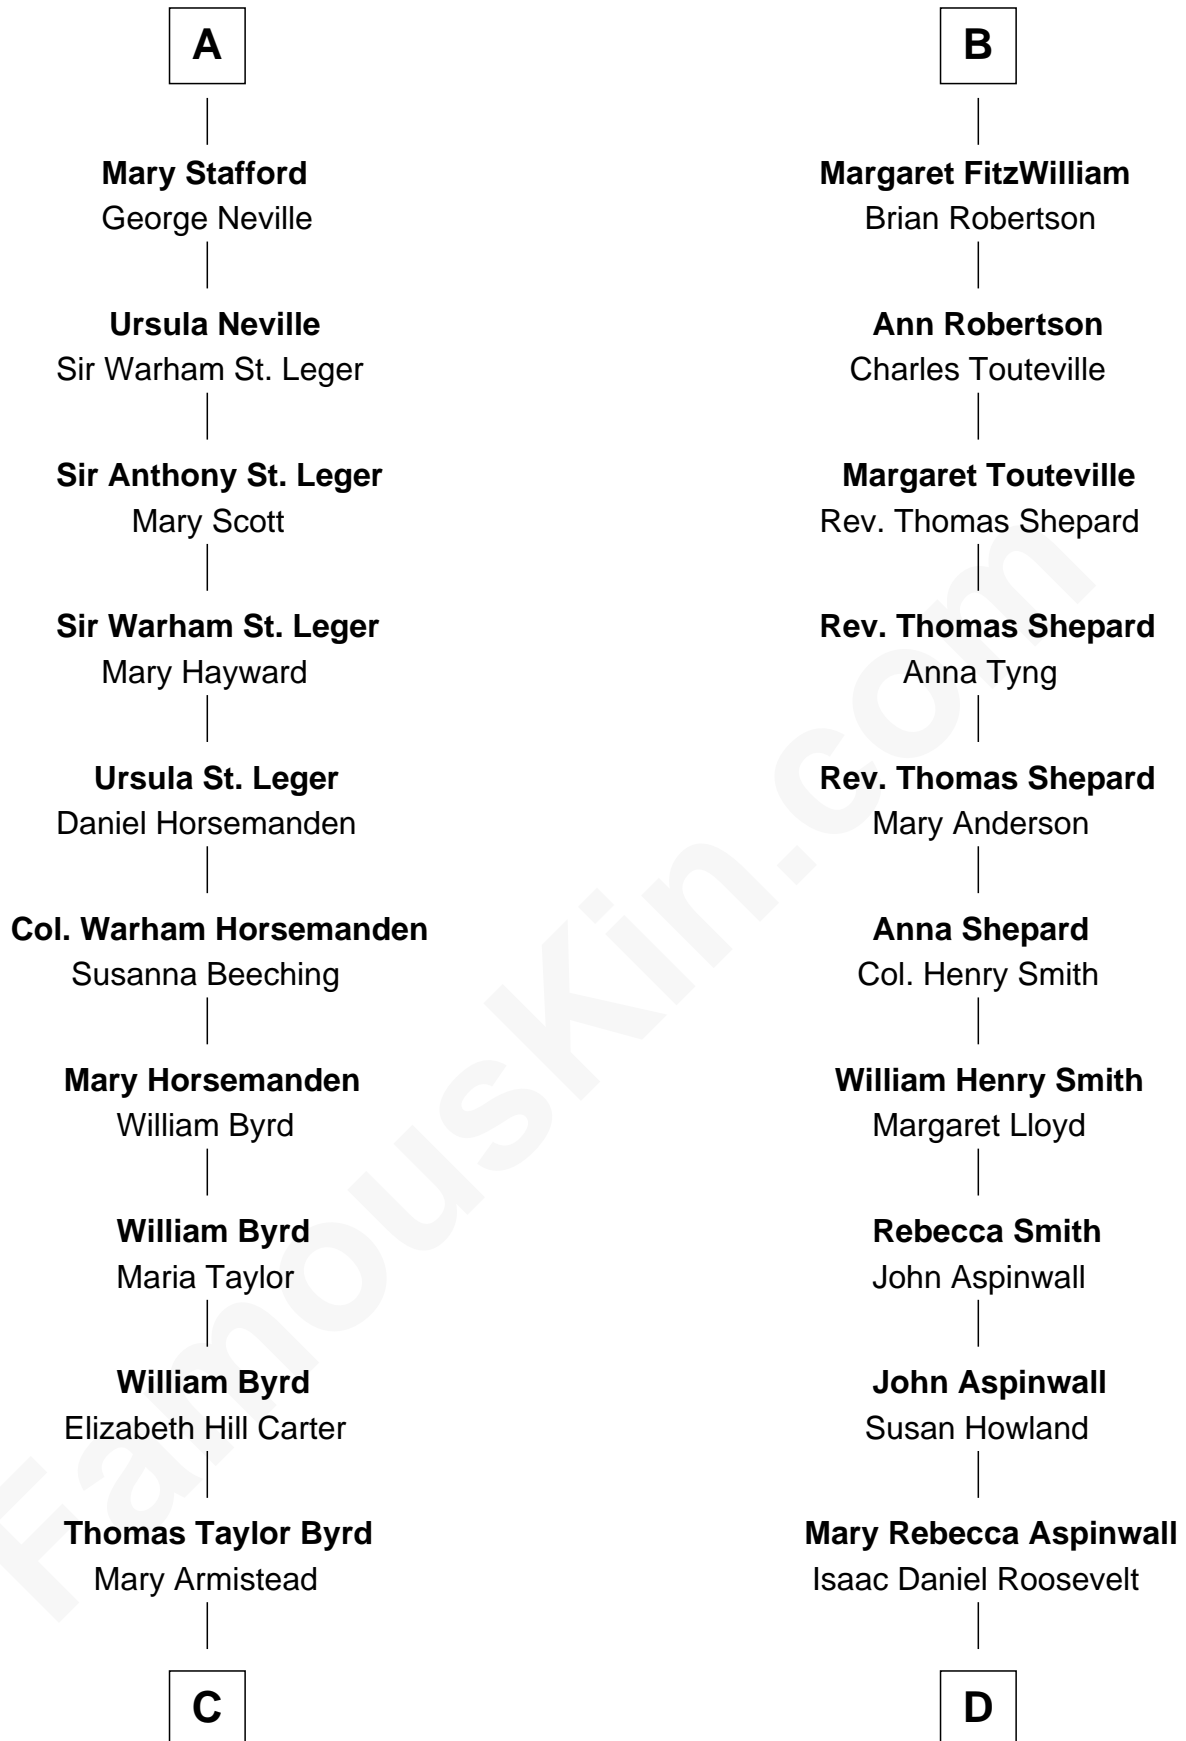 A
Mary Stafford
George Neville
Ursula Neville
Sir Warham St. Leger
Sir Anthony St. Leger
Mary Scott
Sir Warham St. Leger
Mary Hayward
Ursula St. Leger
Daniel Horsemanden
Col. Warham Horsemanden
Susanna Beeching
Mary Horsemanden
William Byrd
William Byrd
Maria Taylor
William Byrd
Elizabeth Hill Carter
Thomas Taylor Byrd
Mary Armistead
C
B
Margaret FitzWilliam
Brian Robertson
Ann Robertson
Charles Touteville
Margaret Touteville
Rev. Thomas Shepard
Rev. Thomas Shepard
Anna Tyng
Rev. Thomas Shepard
Mary Anderson
Anna Shepard
Col. Henry Smith
William Henry Smith
Margaret Lloyd
Rebecca Smith
John Aspinwall
John Aspinwall
Susan Howland
Mary Rebecca Aspinwall
Isaac Daniel Roosevelt
D
FamousKin.com